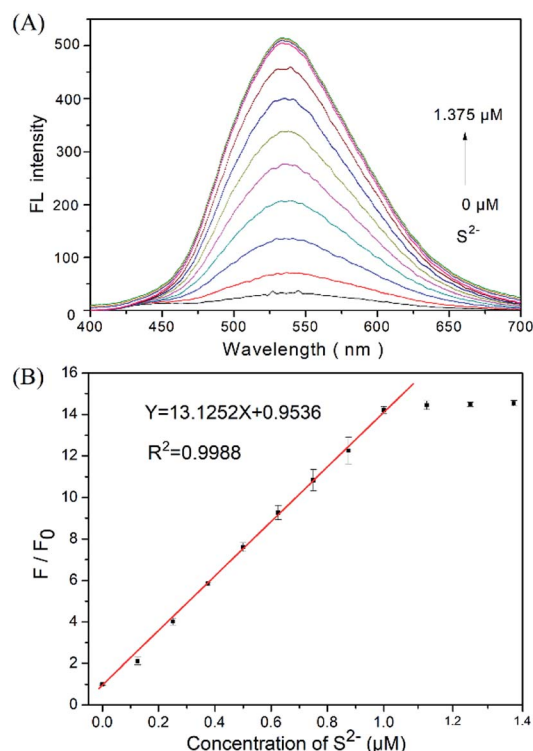 (A)
500
400
300
200
100
0
FL intensity
1.375 µM
0 µM
S²⁻
400 450 500 550 600 650 700
Wavelength ( nm )
(B)
16
14
12
10
8
6
4
2
0
F / F₀
Y=13.1252X+0.9536
R²=0.9988
0.0 0.2 0.4 0.6 0.8 1.0 1.2 1.4
Concentration of S²⁻ (µM)